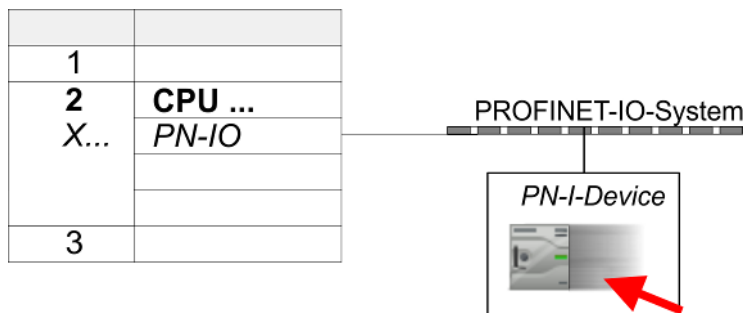 1
2 CPU ...
X... PN-IO
3
PROFINET-IO-System
PN-I-Device